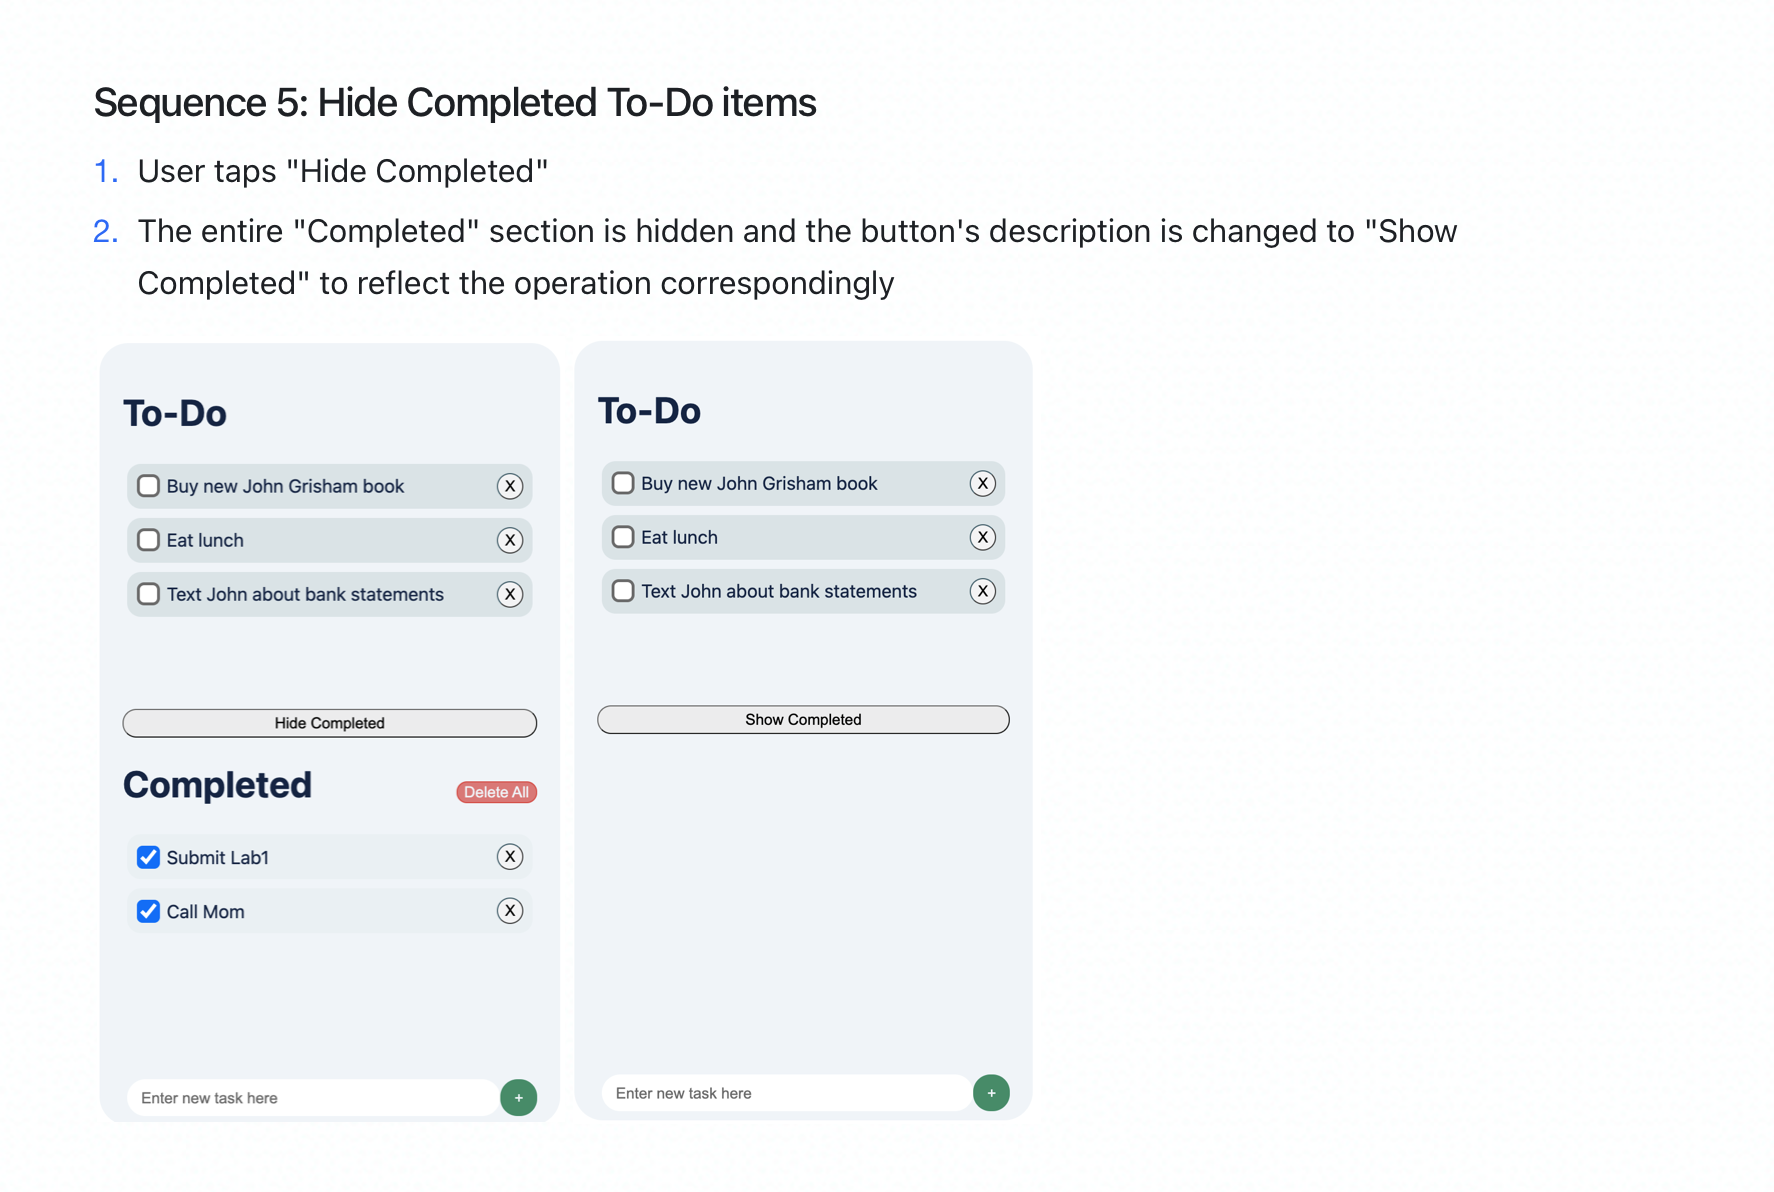 Sequence 5: Hide Completed To-Do items
1. User taps "Hide Completed"
2. The entire "Completed" section is hidden and the button's description is changed to "Show
Completed" to reflect the operation correspondingly
To-Do
Buy new John Grisham book X
Eat lunch X
Text John about bank statements X
Hide Completed
Completed Delete All
Submit Lab1 X
Call Mom X
Enter new task here +
To-Do
Buy new John Grisham book X
Eat lunch X
Text John about bank statements X
Show Completed
Enter new task here +